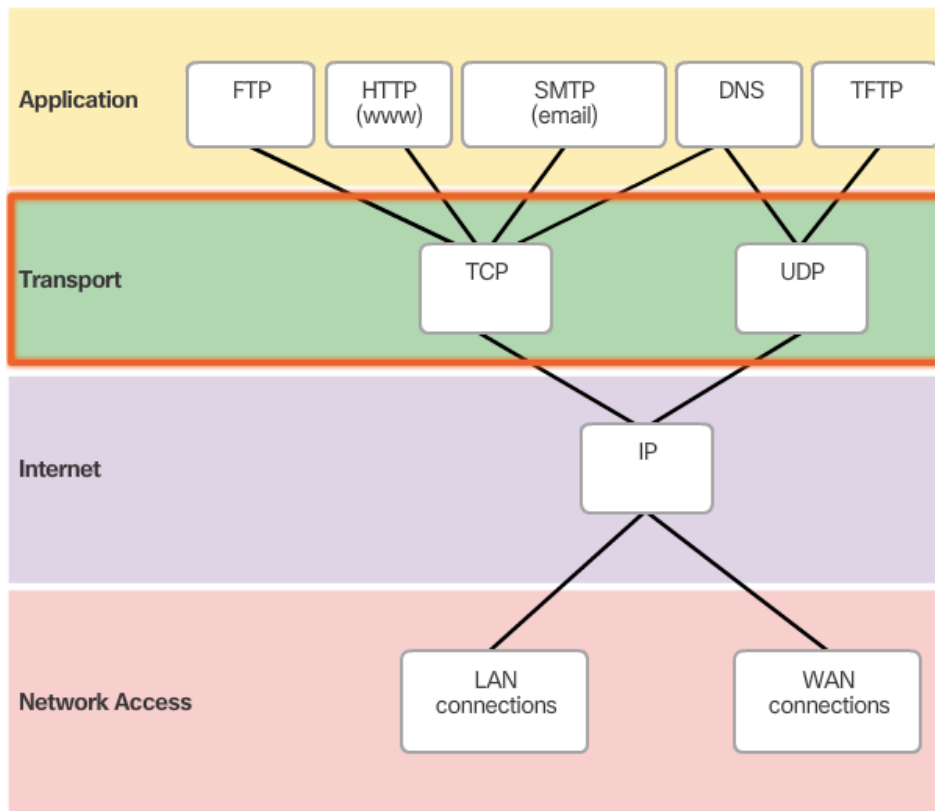 Application
FTP
HTTP
(www)
SMTP
(email)
DNS
TFTP
Transport
TCP
UDP
Internet
IP
Network Access
LAN
connections
WAN
connections